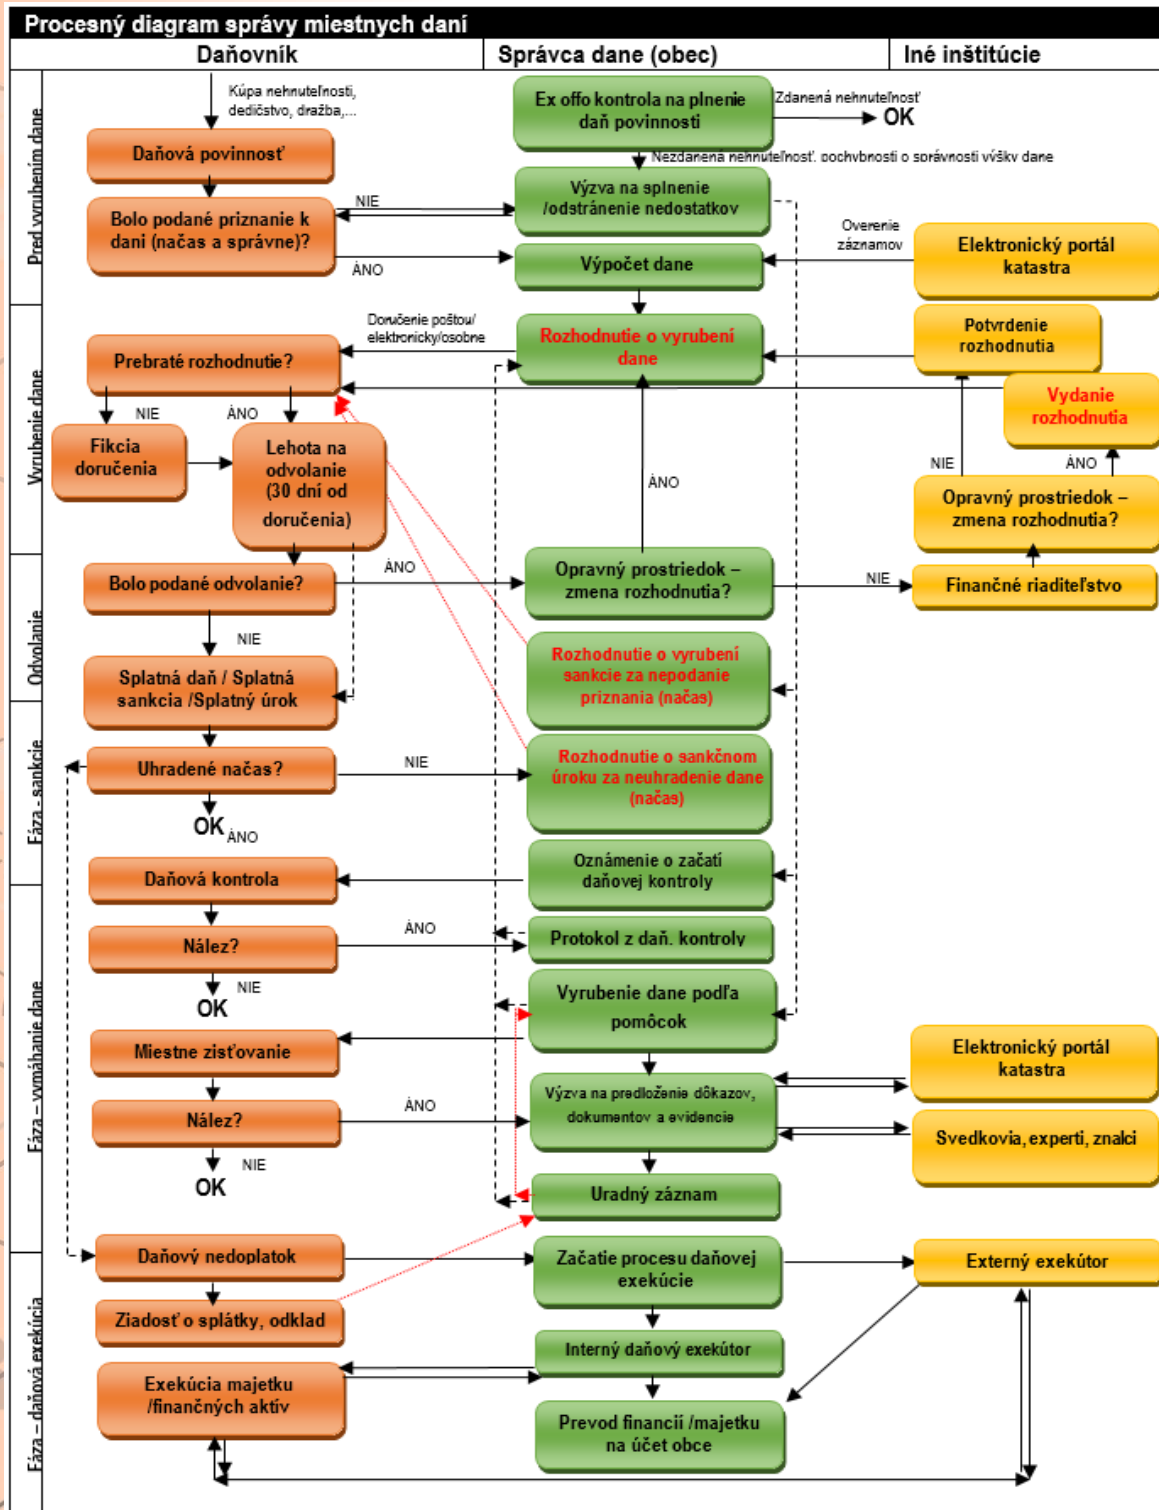 Procesný diagram správy miestnych daní
Daňovník
Správca dane (obec)
Iné inštitúcie
Pred vyrubením dane
Kúpa nehnuteľnosti,
dedičstvo, dražba,...
Daňová povinnosť
Bolo podané priznanie k
dani (načas a správne)?
NIE
ÁNO
Ex offo kontrola na plnenie
daň povinnosti
Zdanená nehnuteľnosť
OK
Nezdanená nehnuteľnosť, pochybnosti o správnosti výšky dane
Výzva na splnenie
/odstránenie nedostatkov
Výpočet dane
Overenie
záznamov
Elektronický portál
katastra
Vyrubenie dane
Doručenie poštou/
elektronicky/osobne
Prebraté rozhodnutie?
NIE
ÁNO
Fikcia
doručenia
Lehota na
odvolanie
(30 dní od
doručenia)
Rozhodnutie o vyrubení
dane
ÁNO
Potvrdenie
rozhodnutia
Vydanie
rozhodnutia
NIE
ÁNO
Opravný prostriedok –
zmena rozhodnutia?
Odvolanie
Bolo podané odvolanie?
ÁNO
NIE
Opravný prostriedok –
zmena rozhodnutia?
NIE
Finančné riaditeľstvo
Splatná daň / Splatná
sankcia /Splatný úrok
Rozhodnutie o vyrubení
sankcie za nepodanie
priznania (načas)
Fáza - sankcie
Uhradené načas?
NIE
OK
ÁNO
Rozhodnutie o sankčnom
úroku za neuhradenie dane
(načas)
Daňová kontrola
Oznámenie o začatí
daňovej kontroly
Fáza – vymáhanie dane
Nález?
ÁNO
NIE
OK
Protokol z daň. kontroly
Vyrubenie dane podľa
pomôcok
Miestne zisťovanie
Nález?
ÁNO
NIE
OK
Výzva na predloženie dôkazov,
dokumentov a evidencie
Elektronický portál
katastra
Svedkovia, experti, znalci
Uradný záznam
Fáza – daňová exekúcia
Daňový nedoplatok
Začatie procesu daňovej
exekúcie
Externý exekútor
Ziadosť o splátky, odklad
Interný daňový exekútor
Exekúcia majetku
/finančných aktív
Prevod financií /majetku
na účet obce